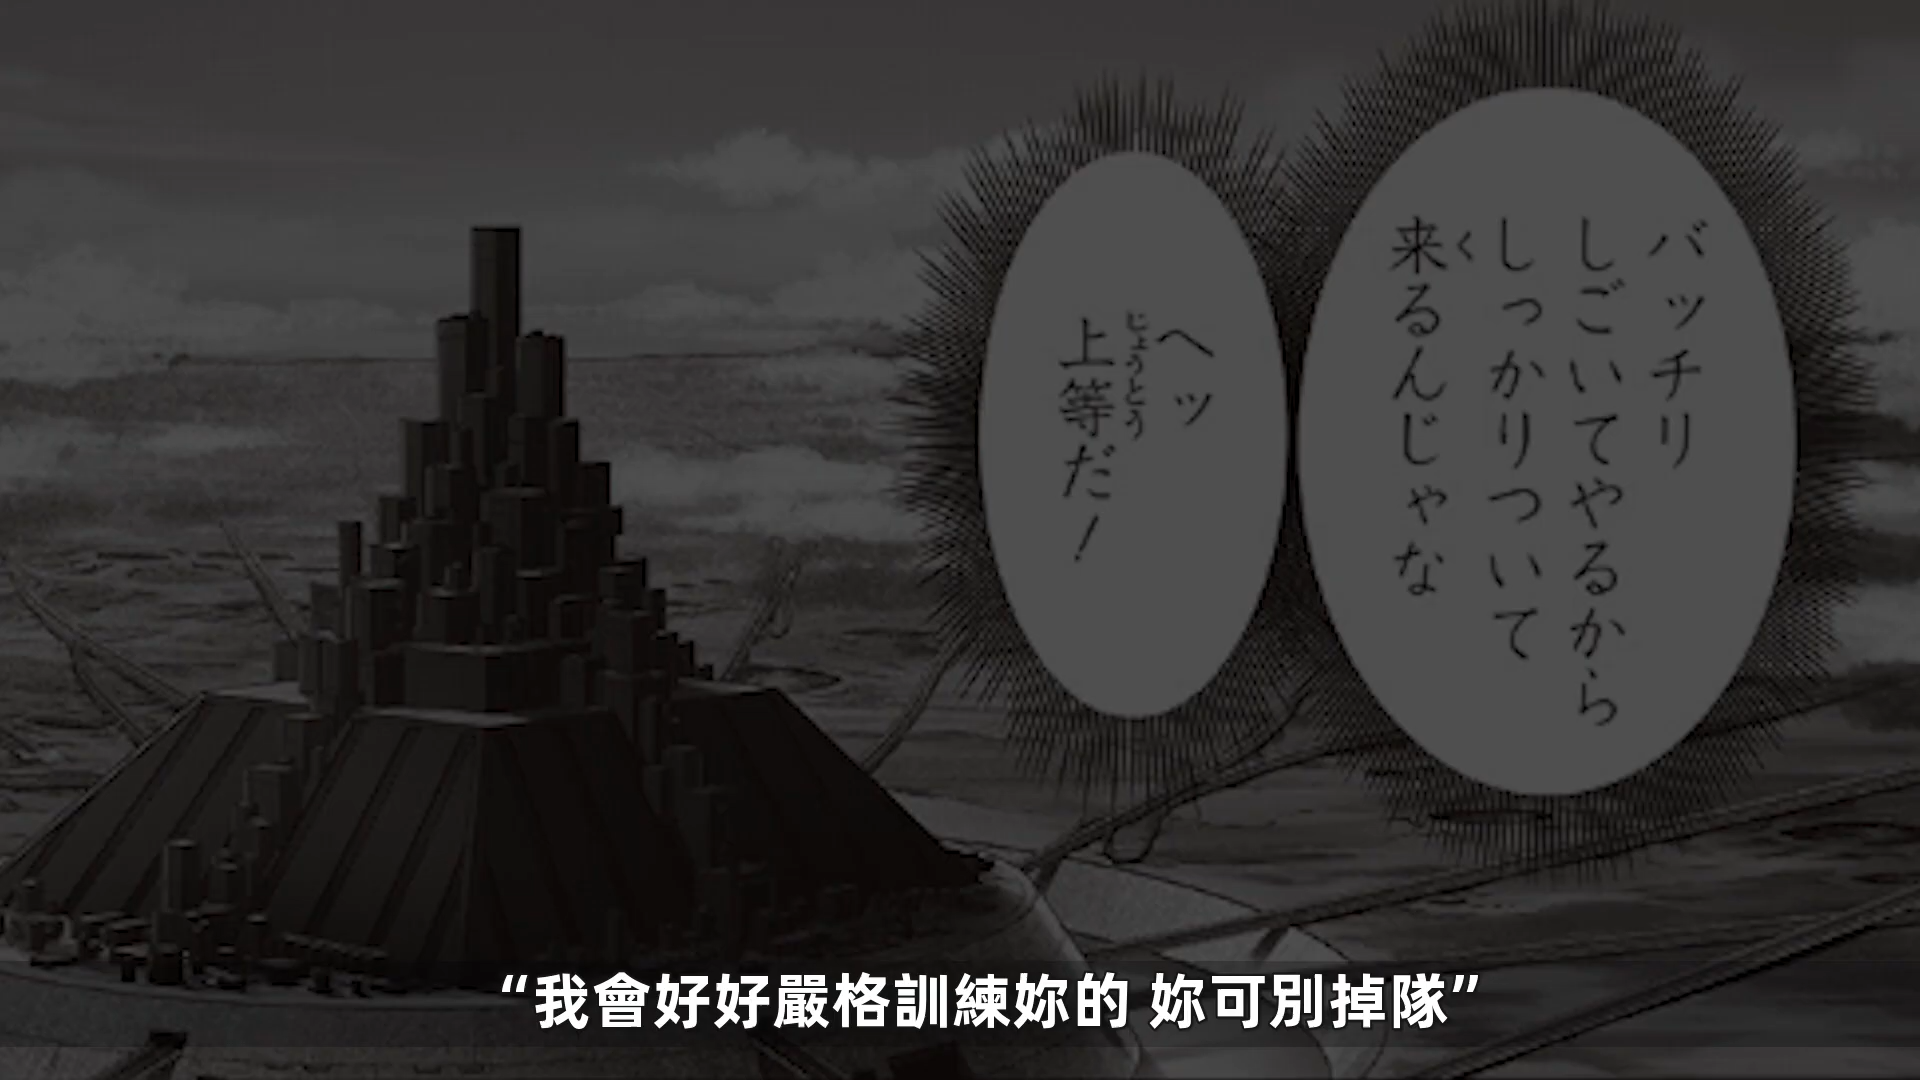 バッチリ
しごいてやるから
しっかりついて
来るんじゃな
く
ヘッ
上等だ！
じょうとう
“我會好好嚴格訓練妳的 妳可別掉隊”